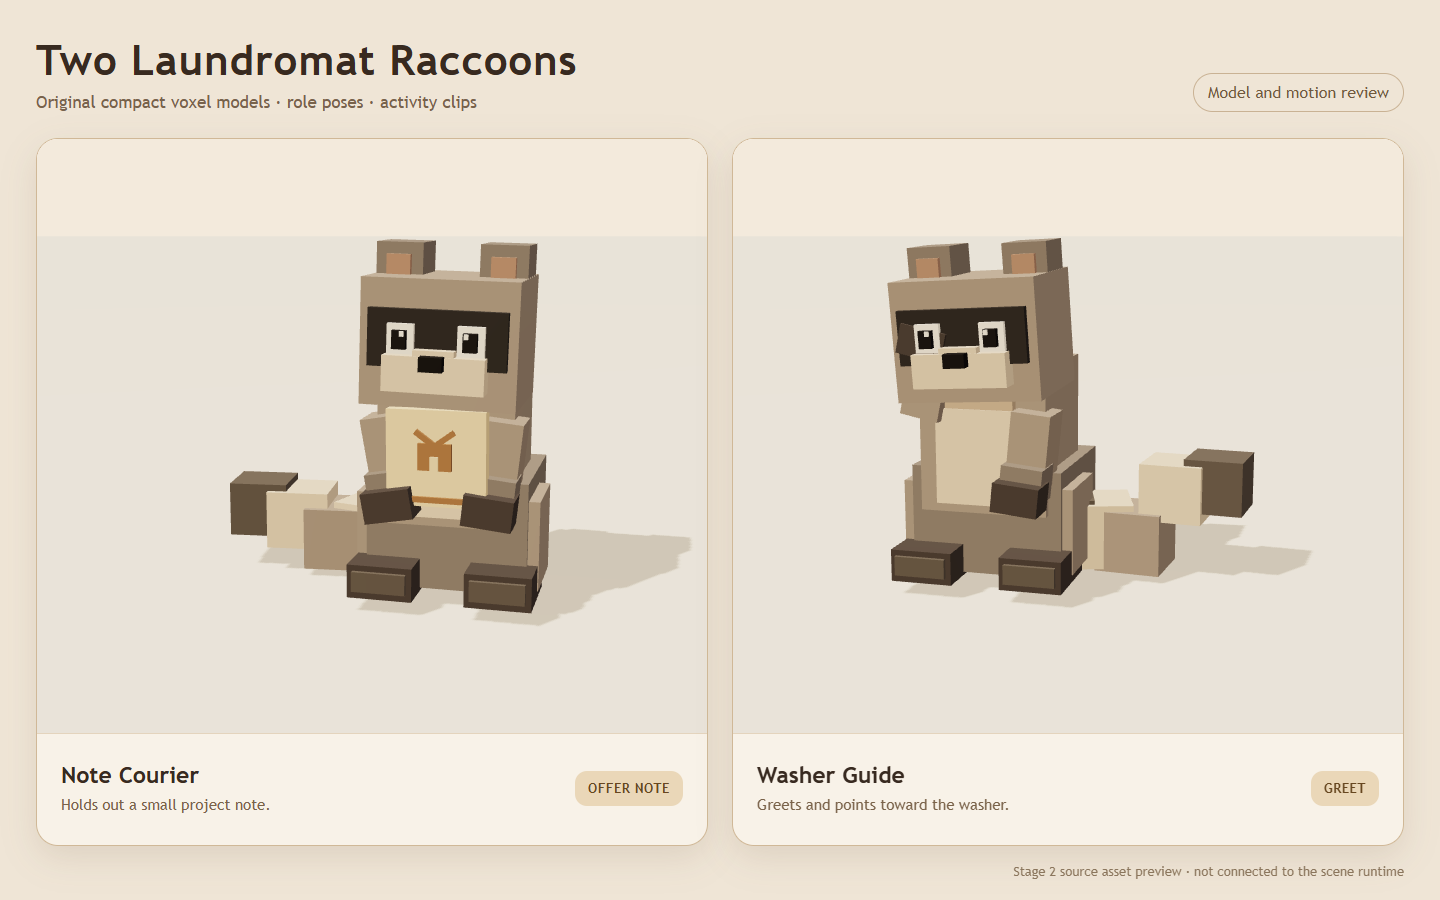 Two Laundromat Raccoons
Original compact voxel models · role poses · activity clips
Model and motion review
Note Courier
Holds out a small project note.
OFFER NOTE
Washer Guide
Greets and points toward the washer.
GREET
Stage 2 source asset preview · not connected to the scene runtime